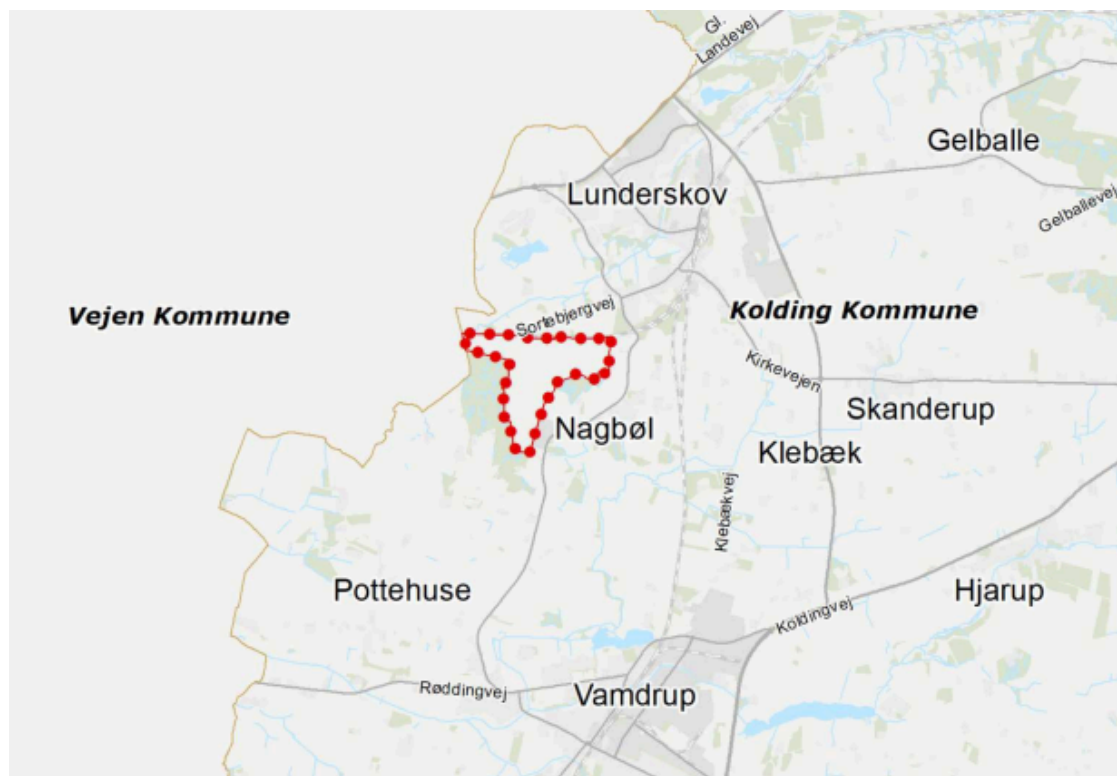 Gl.
Landevej
Gelballe
Lunderskov
Gelballevej
Vejen Kommune
Sortebjergvej
Kolding Kommune
Kirkevejen
Skanderup
Nagbøl
Klebæk
Klebækvej
Pottehuse
Hjarup
Koldingvej
Røddingvej
Vamdrup